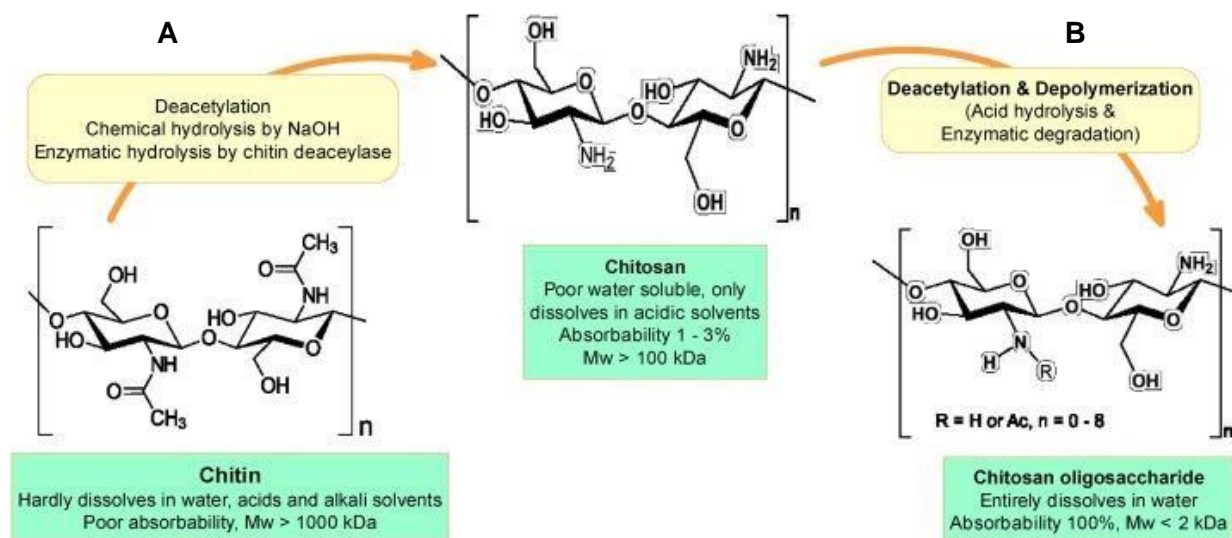 A
B
Deacetylation
Chemical hydrolysis by NaOH
Enzymatic hydrolysis by chitin deaceylase
Deacetylation & Depolymerization
(Acid hydrolysis &
Enzymatic degradation)
OH
O
O
HO
NH2
O
HO
NH2
O
OH
n
Chitosan
Poor water soluble, only
dissolves in acidic solvents
Absorbability 1 - 3%
Mw > 100 kDa
CH3
O
NH
OH
O
O
HO
NH
O
HO
O
OH
O
CH3
n
Chitin
Hardly dissolves in water, acids and alkali solvents
Poor absorbability, Mw > 1000 kDa
OH
O
O
HO
N
H
R
O
HO
NH2
O
OH
R = H or Ac, n = 0 - 8
n
Chitosan oligosaccharide
Entirely dissolves in water
Absorbability 100%, Mw < 2 kDa